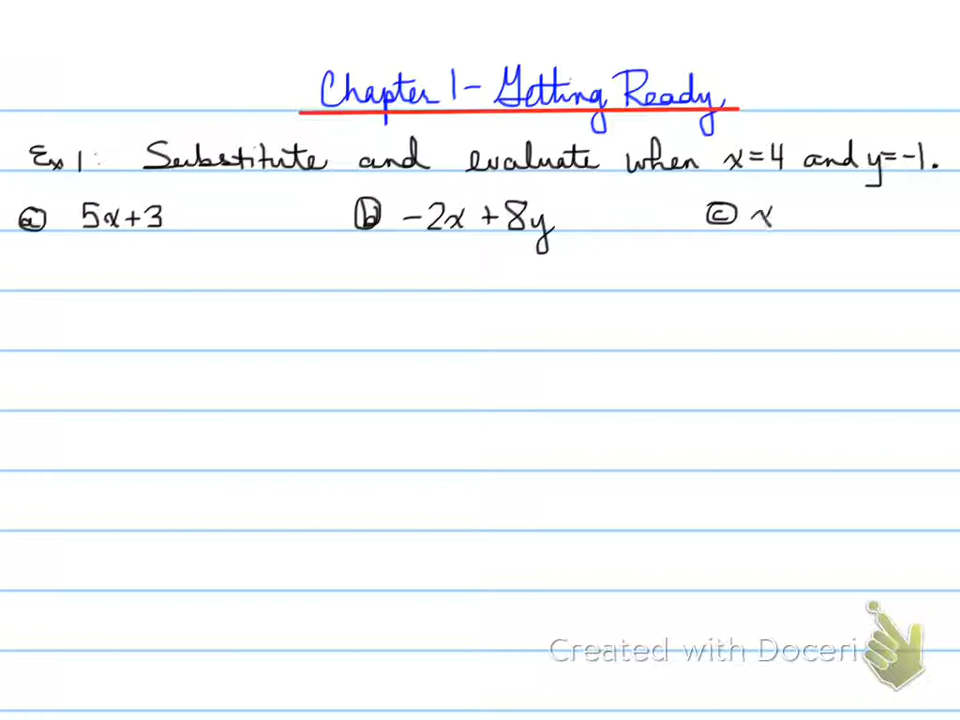 Chapter 1 - Getting Ready
Ex 1: Substitute and evaluate when x=4 and y=-1.
ⓐ 5x+3 ⓑ -2x +8y ⓒ x
Created with Doceri